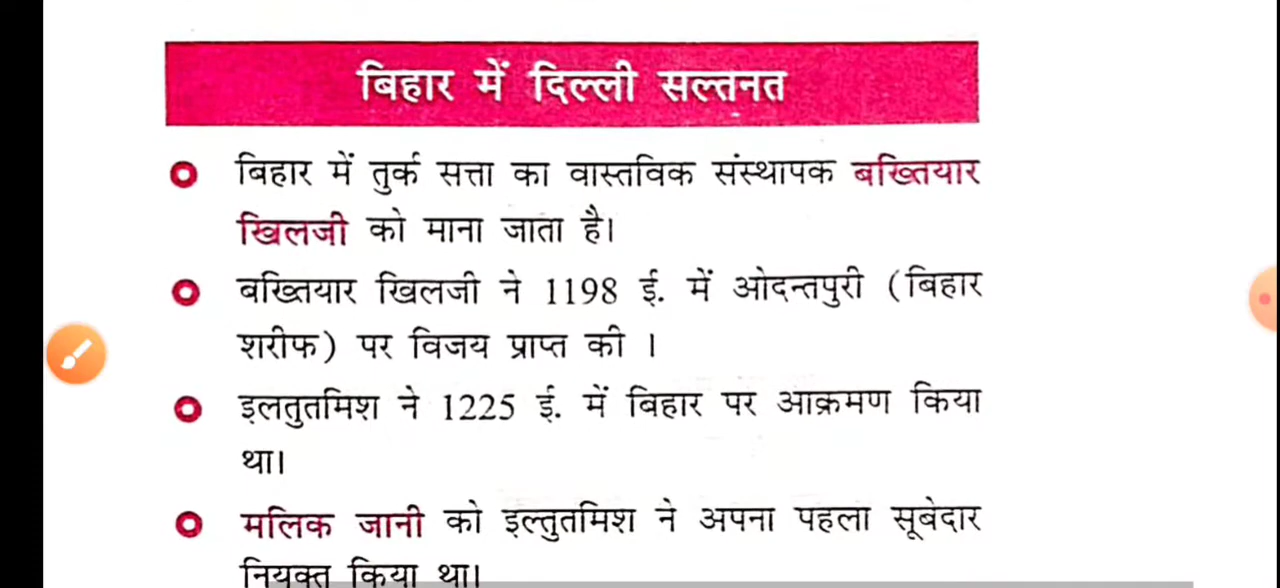 बिहार में दिल्ली सल्तनत
बिहार में तुर्क सत्ता का वास्तविक संस्थापक बख्तियार
खिलजी को माना जाता है।
बख्तियार खिलजी ने 1198 ई. में ओदन्तपुरी (बिहार
शरीफ) पर विजय प्राप्त की ।
इलतुतमिश ने 1225 ई. में बिहार पर आक्रमण किया
था।
मलिक जानी को इल्तुतमिश ने अपना पहला सूबेदार
नियुक्त किया था।